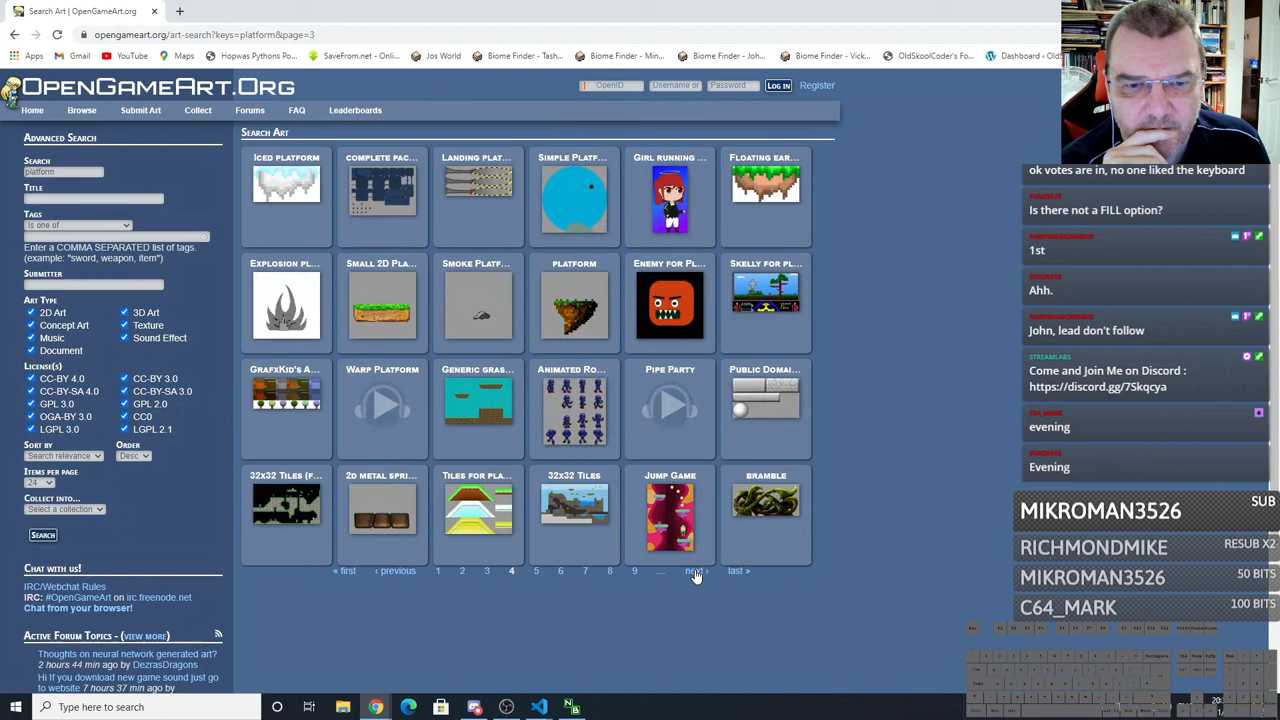 Search Art | OpenGameArt.org
opengameart.org/art-search?keys=platform&page=3
Apps
Gmail
YouTube
Maps
Hopwas Python Po...
SaveFrom.net - Onli...
Jos World
Biome Finder - Tash...
Biome Finder - Min...
Biome Finder - Joh...
Biome Finder - Vick...
OldSkoolCoder's Fo...
Dashboard ‹ OldSk
OpenGameArt.Org
OpenID
Username or
Password
Log in
Register
Home
Browse
Submit Art
Collect
Forums
FAQ
Leaderboards
Advanced Search
Search
platform
Title
Tags
Is one of
Enter a COMMA SEPARATED list of tags.
(example: "sword, weapon, item")
Submitter
Art Type
2D Art
3D Art
Concept Art
Texture
Music
Sound Effect
Document
License(s)
CC-BY 4.0
CC-BY 3.0
CC-BY-SA 4.0
CC-BY-SA 3.0
GPL 3.0
GPL 2.0
OGA-BY 3.0
CC0
LGPL 3.0
LGPL 2.1
Sort by
Order
Search relevance
Desc
Items per page
24
Collect into...
Select a collection
Search
Chat with us!
IRC/Webchat Rules
IRC: #OpenGameArt on irc.freenode.net
Chat from your browser!
Active Forum Topics - (view more)
Thoughts on neural network generated art?
2 hours 44 min ago by DezrasDragons
Hi If you download new game sound just go
to website 7 hours 37 min ago by
Search Art
Iced platform
complete pac...
Landing plat...
Simple Platf...
Girl running ...
Floating ear...
Explosion pl...
Small 2D Pla...
Smoke Platf...
platform
Enemy for Pl...
Skelly for pl...
GrafxKid's A...
Warp Platform
Generic gras...
Animated Ro...
Pipe Party
Public Domai...
32x32 Tiles (f...
2d metal spri...
Tiles for pla...
32x32 Tiles
Jump Game
bramble
« first
‹ previous
1
2
3
4
5
6
7
8
9
...
next ›
last »
ok votes are in, no one liked the keyboard
Is there not a FILL option?
1st
Ahh.
John, lead don't follow
STREAMLABS
Come and Join Me on Discord :
https://discord.gg/7Skqcya
C64_MARK
evening
Evening
MIKROMAN3526 SUB
RICHMONDMIKE RESUB X2
MIKROMAN3526 50 BITS
C64_MARK 100 BITS
Type here to search